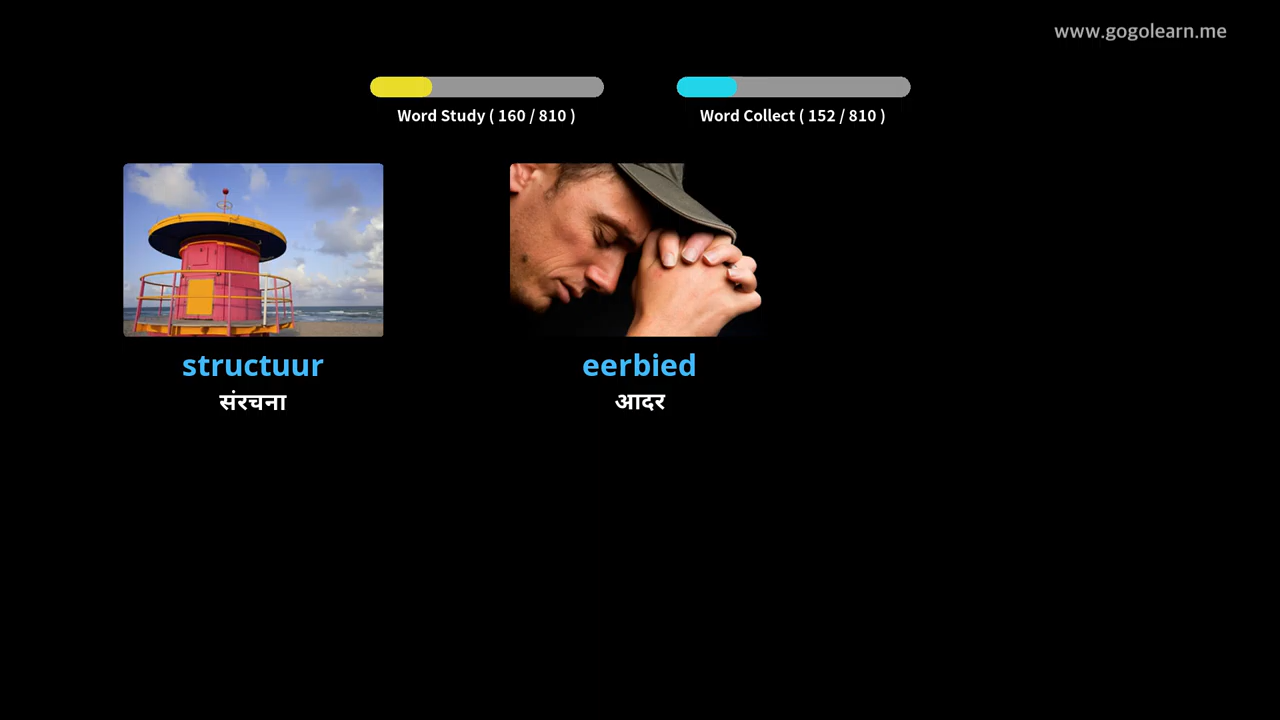 www.gogolearn.me
Word Study ( 160 / 810 )
Word Collect ( 152 / 810 )
structuur
संरचना
eerbied
आदर